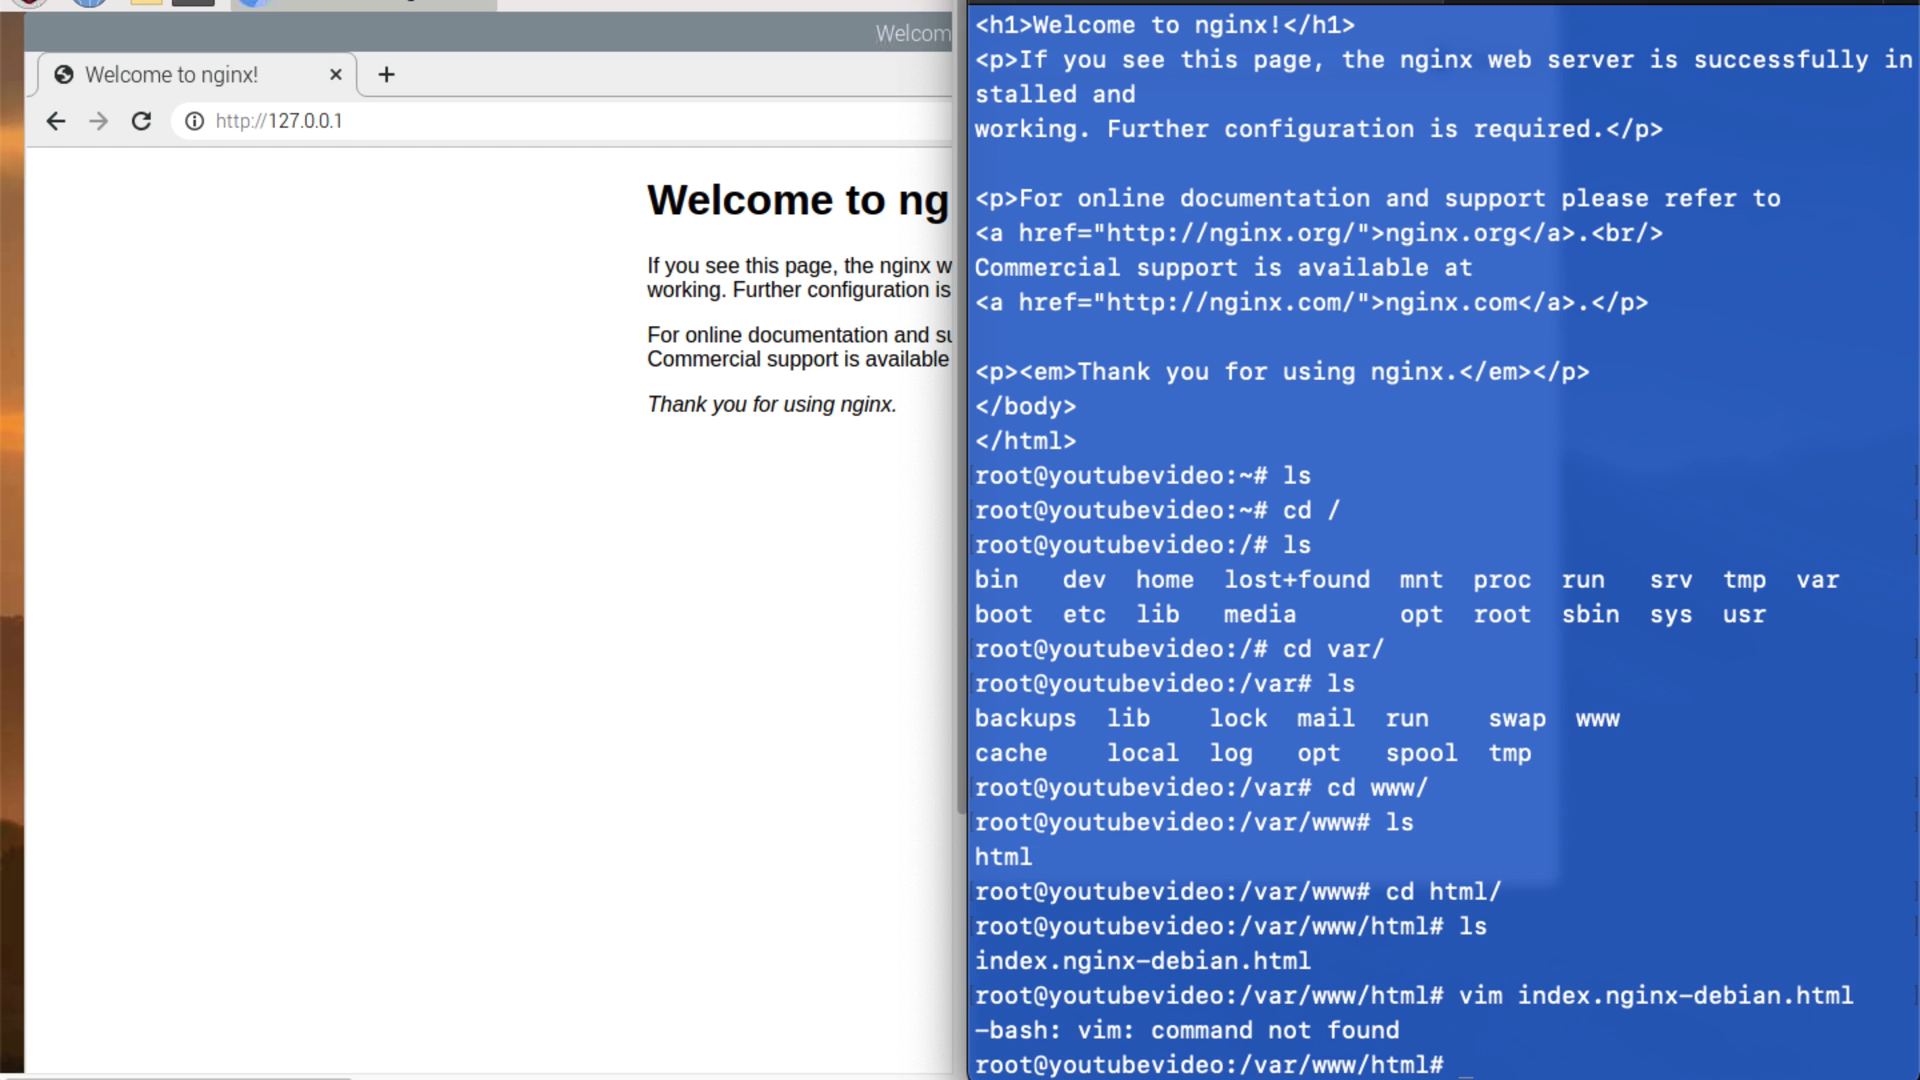 Welcom
Welcome to nginx!
http://127.0.0.1
Welcome to ng
If you see this page, the nginx w
working. Further configuration is
For online documentation and su
Commercial support is available
Thank you for using nginx.
<h1>Welcome to nginx!</h1>
<p>If you see this page, the nginx web server is successfully in
stalled and
working. Further configuration is required.</p>
<p>For online documentation and support please refer to
<a href="http://nginx.org/">nginx.org</a>.<br/>
Commercial support is available at
<a href="http://nginx.com/">nginx.com</a>.</p>
<p><em>Thank you for using nginx.</em></p>
</body>
</html>
root@youtubevideo:~# ls
root@youtubevideo:~# cd /
root@youtubevideo:/# ls
bin dev home lost+found mnt proc run srv tmp var
boot etc lib media opt root sbin sys usr
root@youtubevideo:/# cd var/
root@youtubevideo:/var# ls
backups lib lock mail run swap www
cache local log opt spool tmp
root@youtubevideo:/var# cd www/
root@youtubevideo:/var/www# ls
html
root@youtubevideo:/var/www# cd html/
root@youtubevideo:/var/www/html# ls
index.nginx-debian.html
root@youtubevideo:/var/www/html# vim index.nginx-debian.html
-bash: vim: command not found
root@youtubevideo:/var/www/html# _